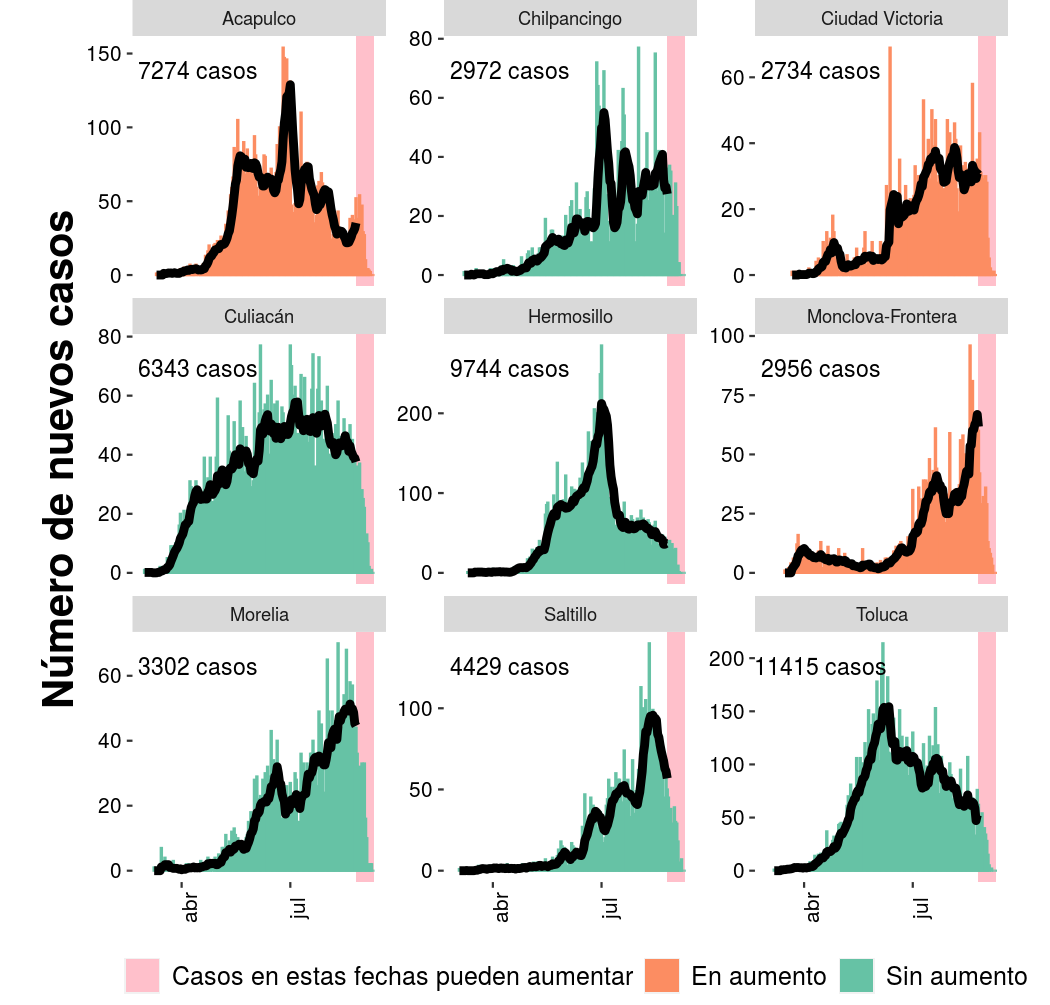 Acapulco
Chilpancingo
Ciudad Victoria
150
100
50
0
7274 casos
80
60
40
20
0
2972 casos
60
40
20
0
2734 casos
Número de nuevos casos
Culiacán
Hermosillo
Monclova-Frontera
80
60
40
20
0
6343 casos
200
100
0
9744 casos
100
75
50
25
0
2956 casos
Morelia
Saltillo
Toluca
60
40
20
0
3302 casos
100
50
0
4429 casos
200
150
100
50
0
11415 casos
abr
jul
abr
jul
abr
jul
Casos en estas fechas pueden aumentar
En aumento
Sin aumento